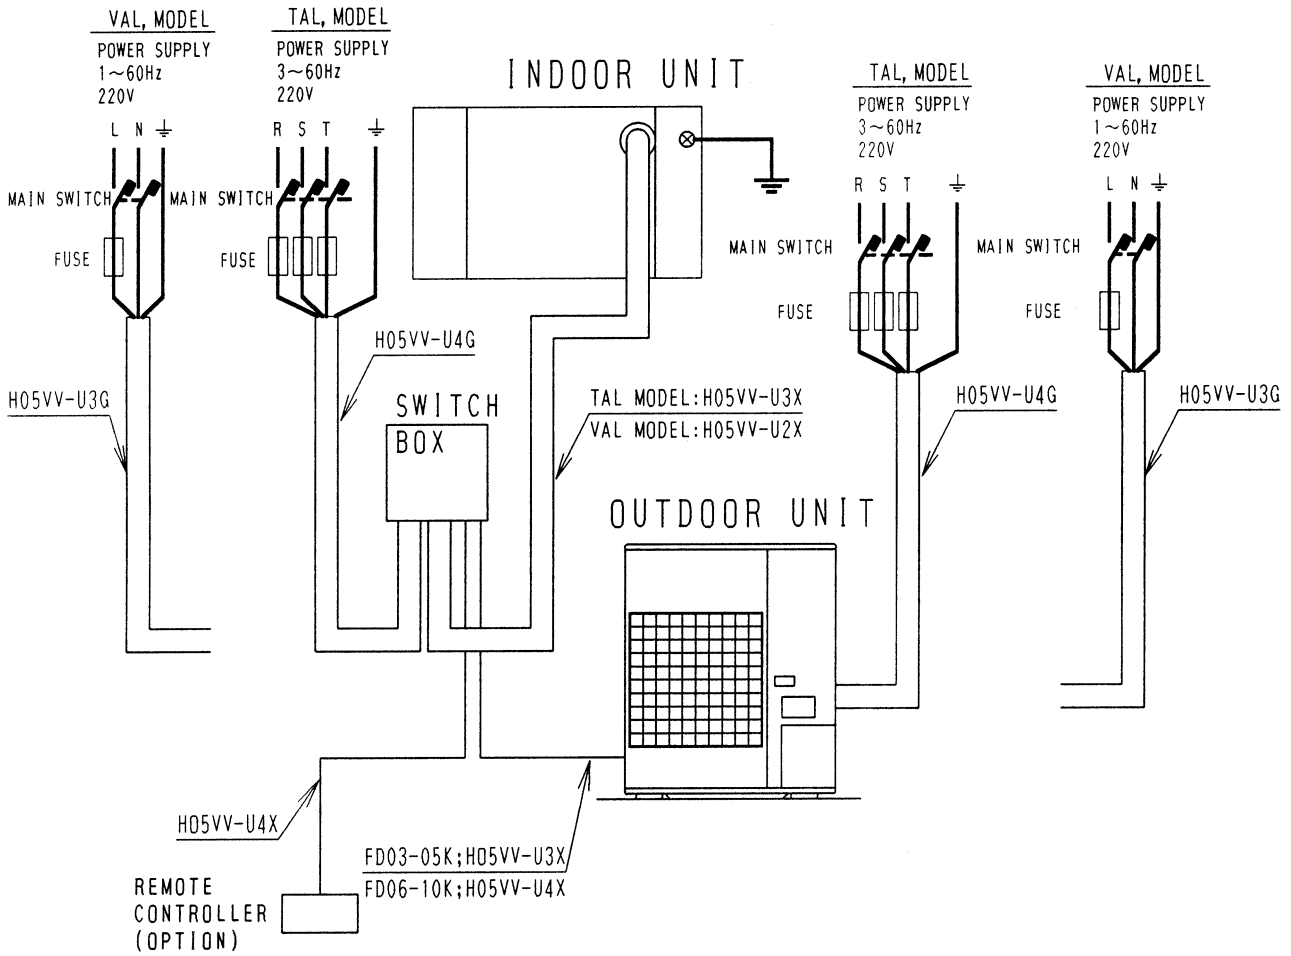 VAL, MODEL
POWER SUPPLY
1~60Hz
220V
L N
MAIN SWITCH
FUSE
H05VV-U3G
TAL, MODEL
POWER SUPPLY
3~60Hz
220V
R S T
MAIN SWITCH
FUSE
H05VV-U4G
INDOOR UNIT
SWITCH
BOX
TAL MODEL:H05VV-U3X
VAL MODEL:H05VV-U2X
TAL, MODEL
POWER SUPPLY
3~60Hz
220V
R S T
MAIN SWITCH
FUSE
H05VV-U4G
VAL, MODEL
POWER SUPPLY
1~60Hz
220V
L N
MAIN SWITCH
FUSE
H05VV-U3G
OUTDOOR UNIT
H05VV-U4X
FD03-05K;H05VV-U3X
FD06-10K;H05VV-U4X
REMOTE
CONTROLLER
(OPTION)